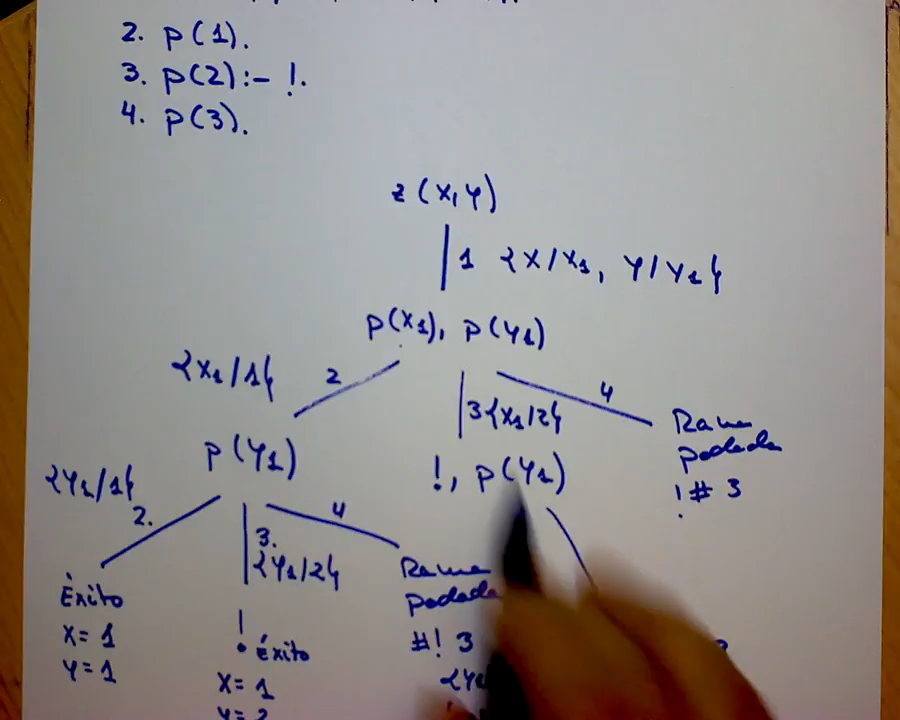 2. p(1).
3. p(2):- !.
4. p(3).
z(X,Y)
1 {X/X1, Y/Y1}
p(X1), p(Y1)
{X1/1} 2
3 {X1/2}
4
Rama
podada
! # 3
p(Y1)
!, p(Y1)
{Y1/1}
2.
3.
{Y1/2}
4
Éxito
X=1
Y=1
!
Éxito
X=1
Y=2
Rama
podada
#! 3